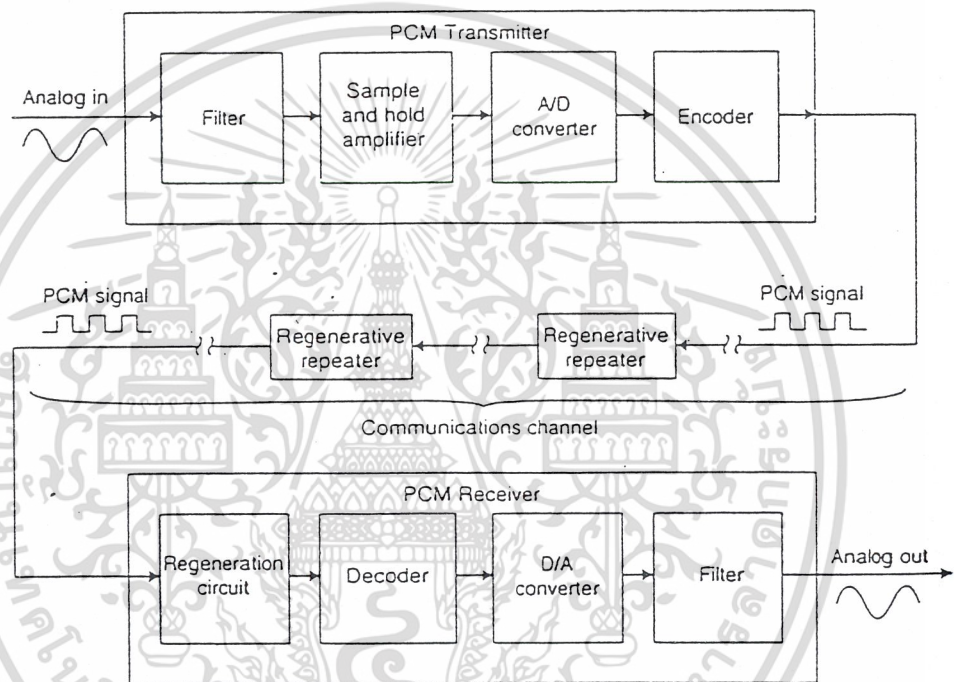 PCM Transmitter
Analog in
Filter
Sample
and hold
amplifier
A/D
converter
Encoder
PCM signal
PCM signal
Regenerative
repeater
Regenerative
repeater
Communications channel
PCM Receiver
Regeneration
circuit
Decoder
D/A
converter
Filter
Analog out